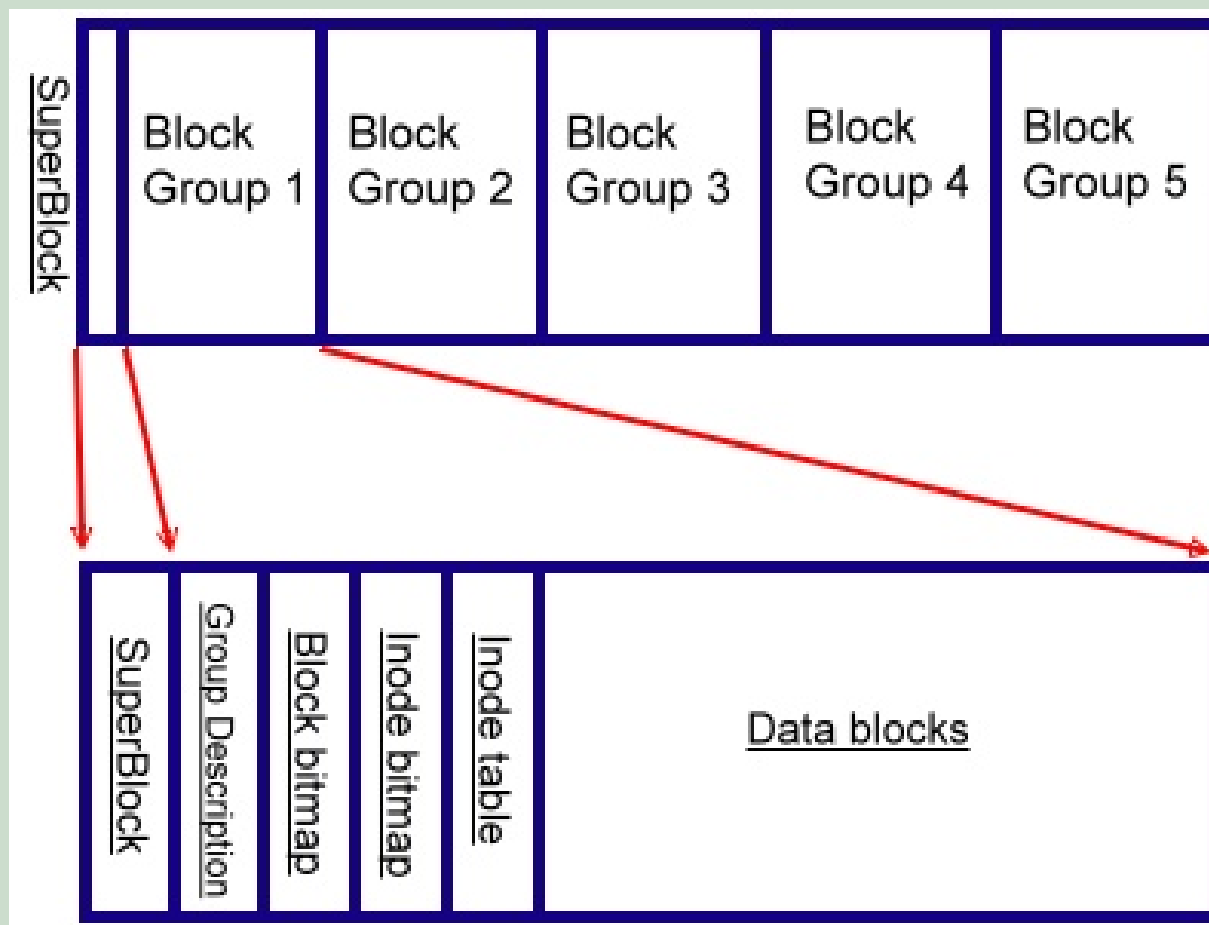 SuperBlock
Block
Group 1
Block
Group 2
Block
Group 3
Block
Group 4
Block
Group 5
SuperBlock
Group Description
Block bitmap
Inode bitmap
Inode table
Data blocks